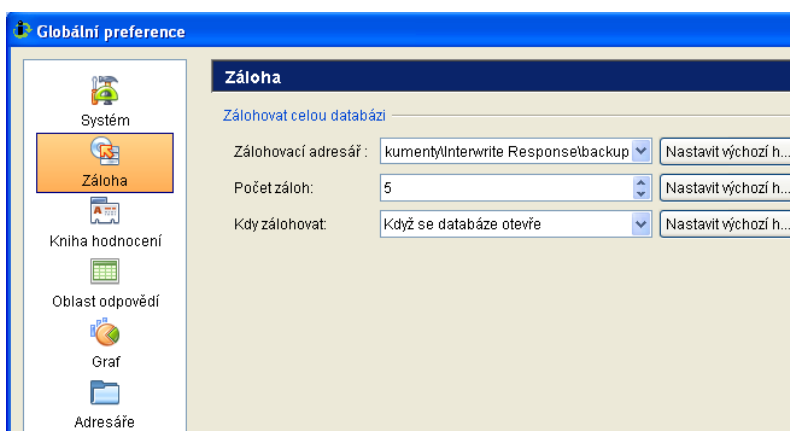 Globální preference
Systém
Záloha
Kniha hodnocení
Oblast odpovědí
Graf
Adresáře
Záloha
Zálohovat celou databázi
Zálohovací adresář : kumenty\Interwrite Response\backup Nastavit výchozí h...
Počet záloh: 5 Nastavit výchozí h...
Kdy zálohovat: Když se databáze otevře Nastavit výchozí h...